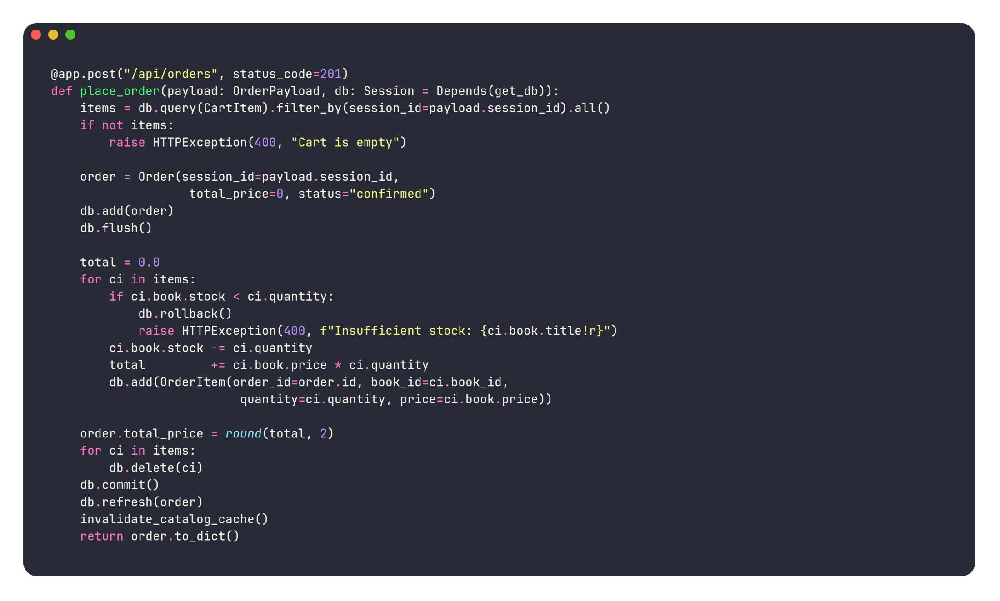 @app.post("/api/orders", status_code=201)
def place_order(payload: OrderPayload, db: Session = Depends(get_db)):
    items = db.query(CartItem).filter_by(session_id=payload.session_id).all()
    if not items:
        raise HTTPException(400, "Cart is empty")

    order = Order(session_id=payload.session_id,
                   total_price=0, status="confirmed")
    db.add(order)
    db.flush()

    total = 0.0
    for ci in items:
        if ci.book.stock < ci.quantity:
            db.rollback()
            raise HTTPException(400, f"Insufficient stock: {ci.book.title!r}")
        ci.book.stock -= ci.quantity
        total         += ci.book.price * ci.quantity
        db.add(OrderItem(order_id=order.id, book_id=ci.book_id,
                          quantity=ci.quantity, price=ci.book.price))

    order.total_price = round(total, 2)
    for ci in items:
        db.delete(ci)
    db.commit()
    db.refresh(order)
    invalidate_catalog_cache()
    return order.to_dict()